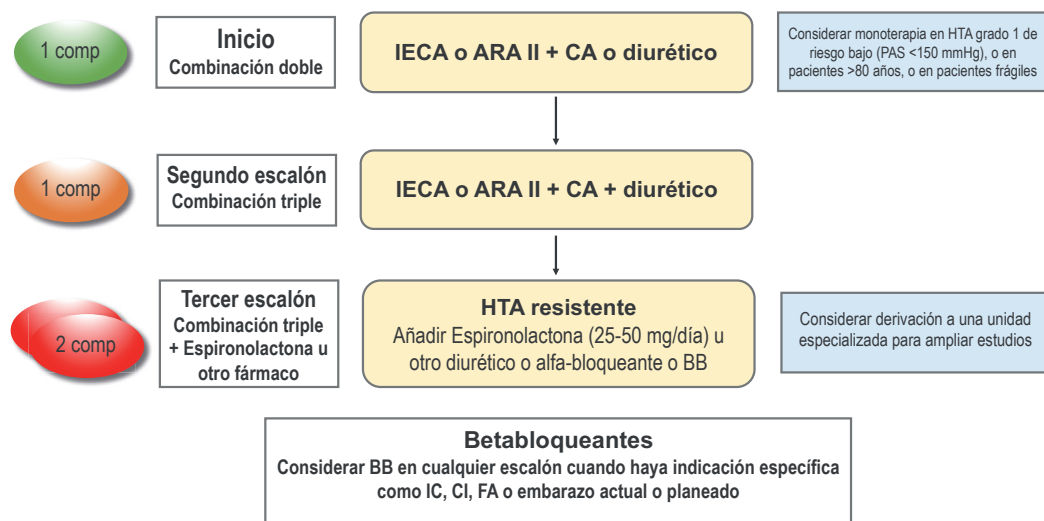 1 comp
Inicio
Combinación doble
IECA o ARA II + CA o diurético
Considerar monoterapia en HTA grado 1 de
riesgo bajo (PAS <150 mmHg), o en
pacientes >80 años, o en pacientes frágiles
1 comp
Segundo escalón
Combinación triple
IECA o ARA II + CA + diurético
2 comp
Tercer escalón
Combinación triple
+ Espironolactona u
otro fármaco
HTA resistente
Añadir Espironolactona (25-50 mg/día) u
otro diurético o alfa-bloqueante o BB
Considerar derivación a una unidad
especializada para ampliar estudios
Betabloqueantes
Considerar BB en cualquier escalón cuando haya indicación específica
como IC, CI, FA o embarazo actual o planeado